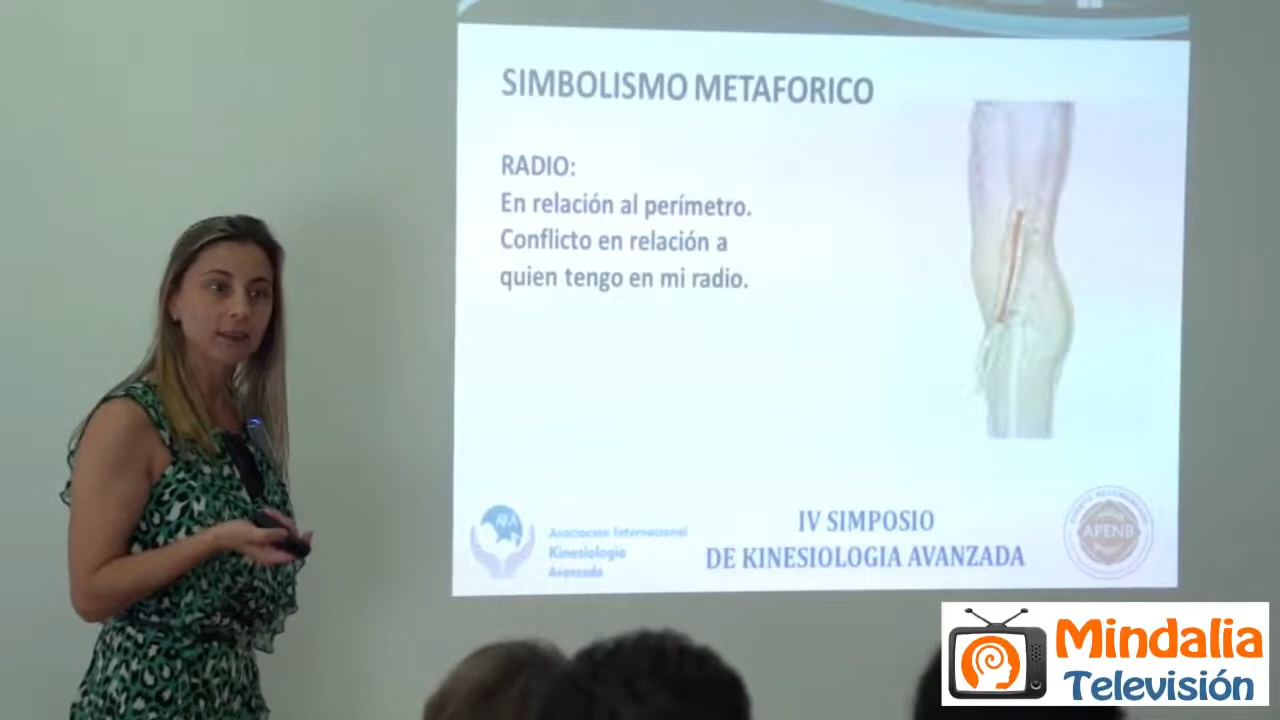 SIMBOLISMO METAFORICO
RADIO:
En relación al perímetro.
Conflicto en relación a
quien tengo en mi radio.
Asociacion Internacional
Kinesiologia
Avanzada
IV SIMPOSIO
DE KINESIOLOGIA AVANZADA
APENB
Mindalia
Televisión